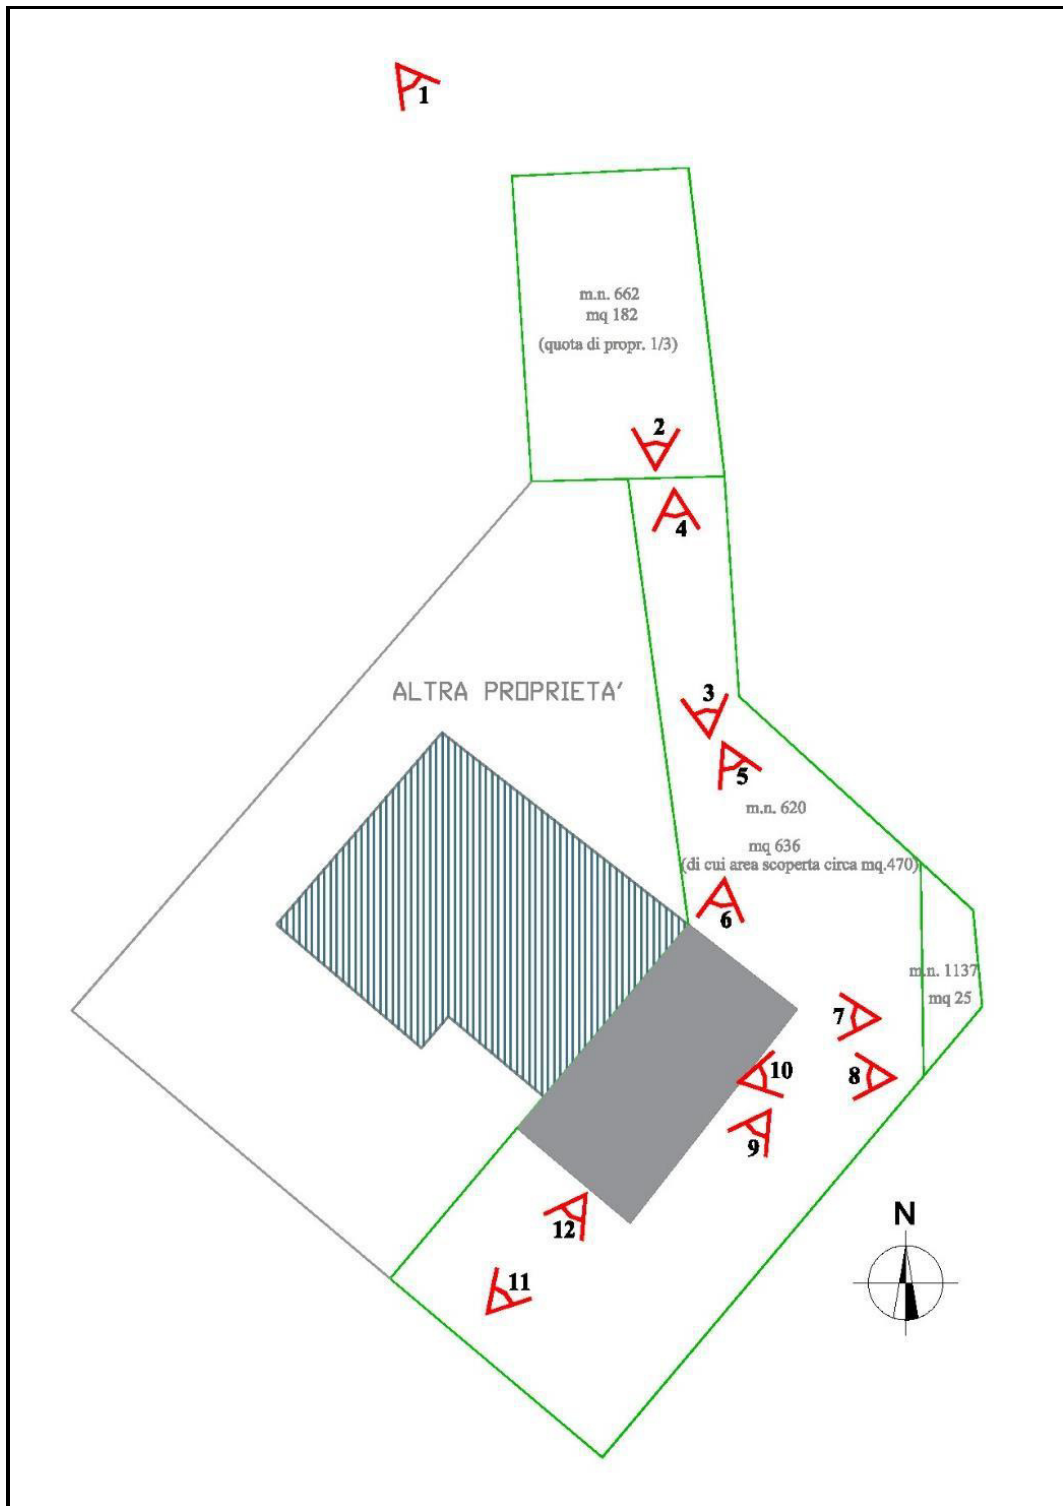 1
m.n. 662
mq 182
(quota di propr. 1/3)
2
4
ALTRA PROPRIETA'
3
5
m.n. 620
mq 636
(di cui area scoperta circa mq.470)
6
m.n. 1137
mq 25
7
8
10
9
12
11
N